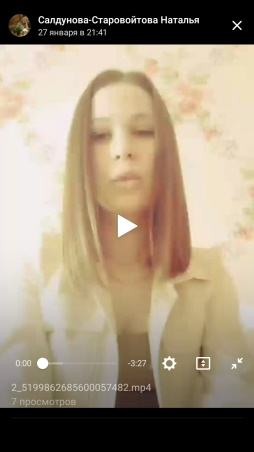 Салдунова-Старовойтова Наталья
27 января в 21:41
0:00
-3:27
2_5199862685600057482.mp4
7 просмотров